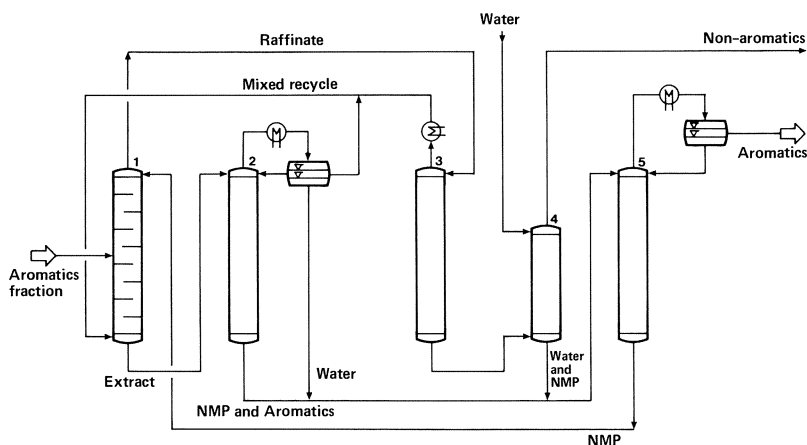 Water
Raffinate
Non-aromatics
Mixed recycle
M
M
Σ
1
2
3
4
5
Aromatics
Aromatics
fraction
Extract
Water
Water
and
NMP
NMP and Aromatics
NMP